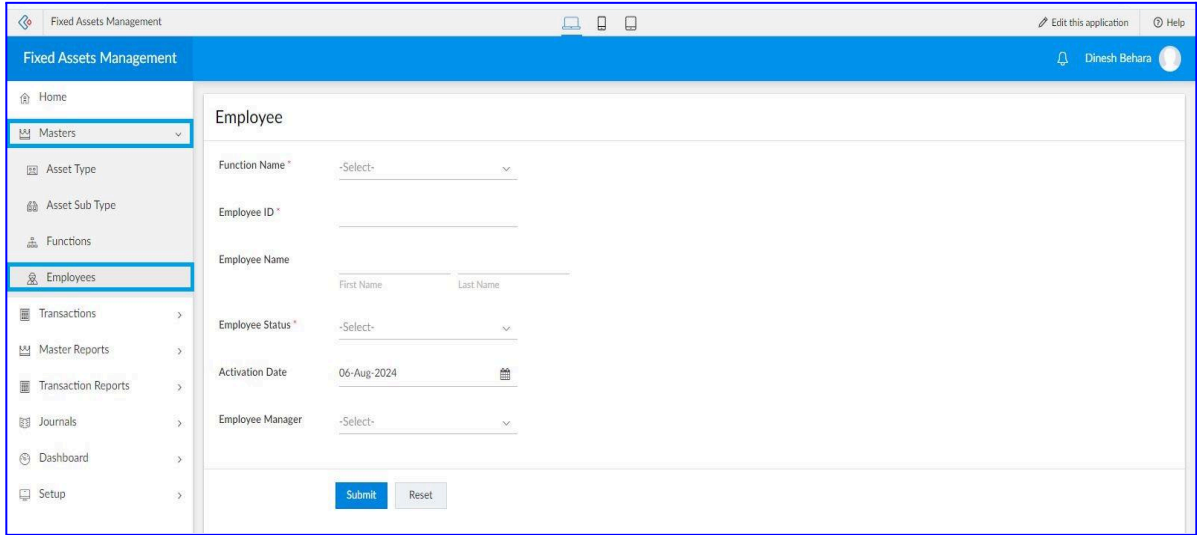 Fixed Assets Management
Edit this application
Help
Fixed Assets Management
Dinesh Behara
Home
Masters
Asset Type
Asset Sub Type
Functions
Employees
Transactions
Master Reports
Transaction Reports
Journals
Dashboard
Setup
Employee
Function Name * -Select-
Employee ID *
Employee Name
First Name Last Name
Employee Status * -Select-
Activation Date 06-Aug-2024
Employee Manager -Select-
Submit Reset